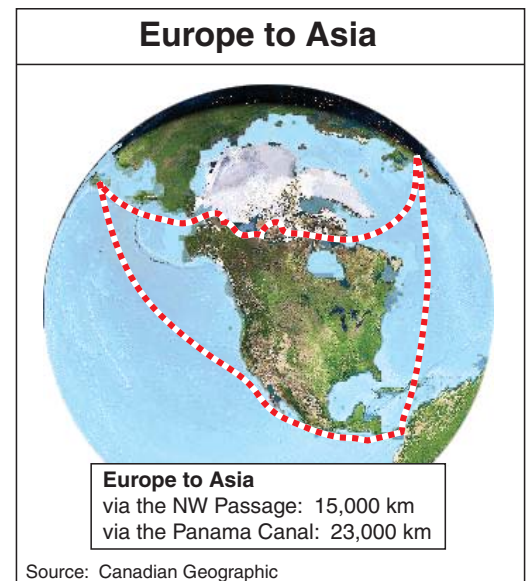 Europe to Asia
Europe to Asia
via the NW Passage: 15,000 km
via the Panama Canal: 23,000 km
Source: Canadian Geographic